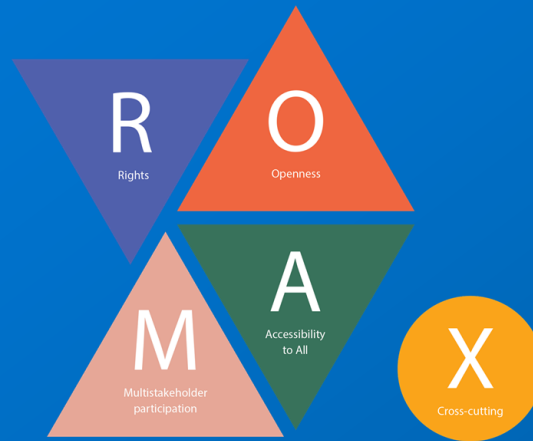 R
Rights
O
Openness
A
Accessibility
to All
M
Multistakeholder
participation
X
Cross-cutting